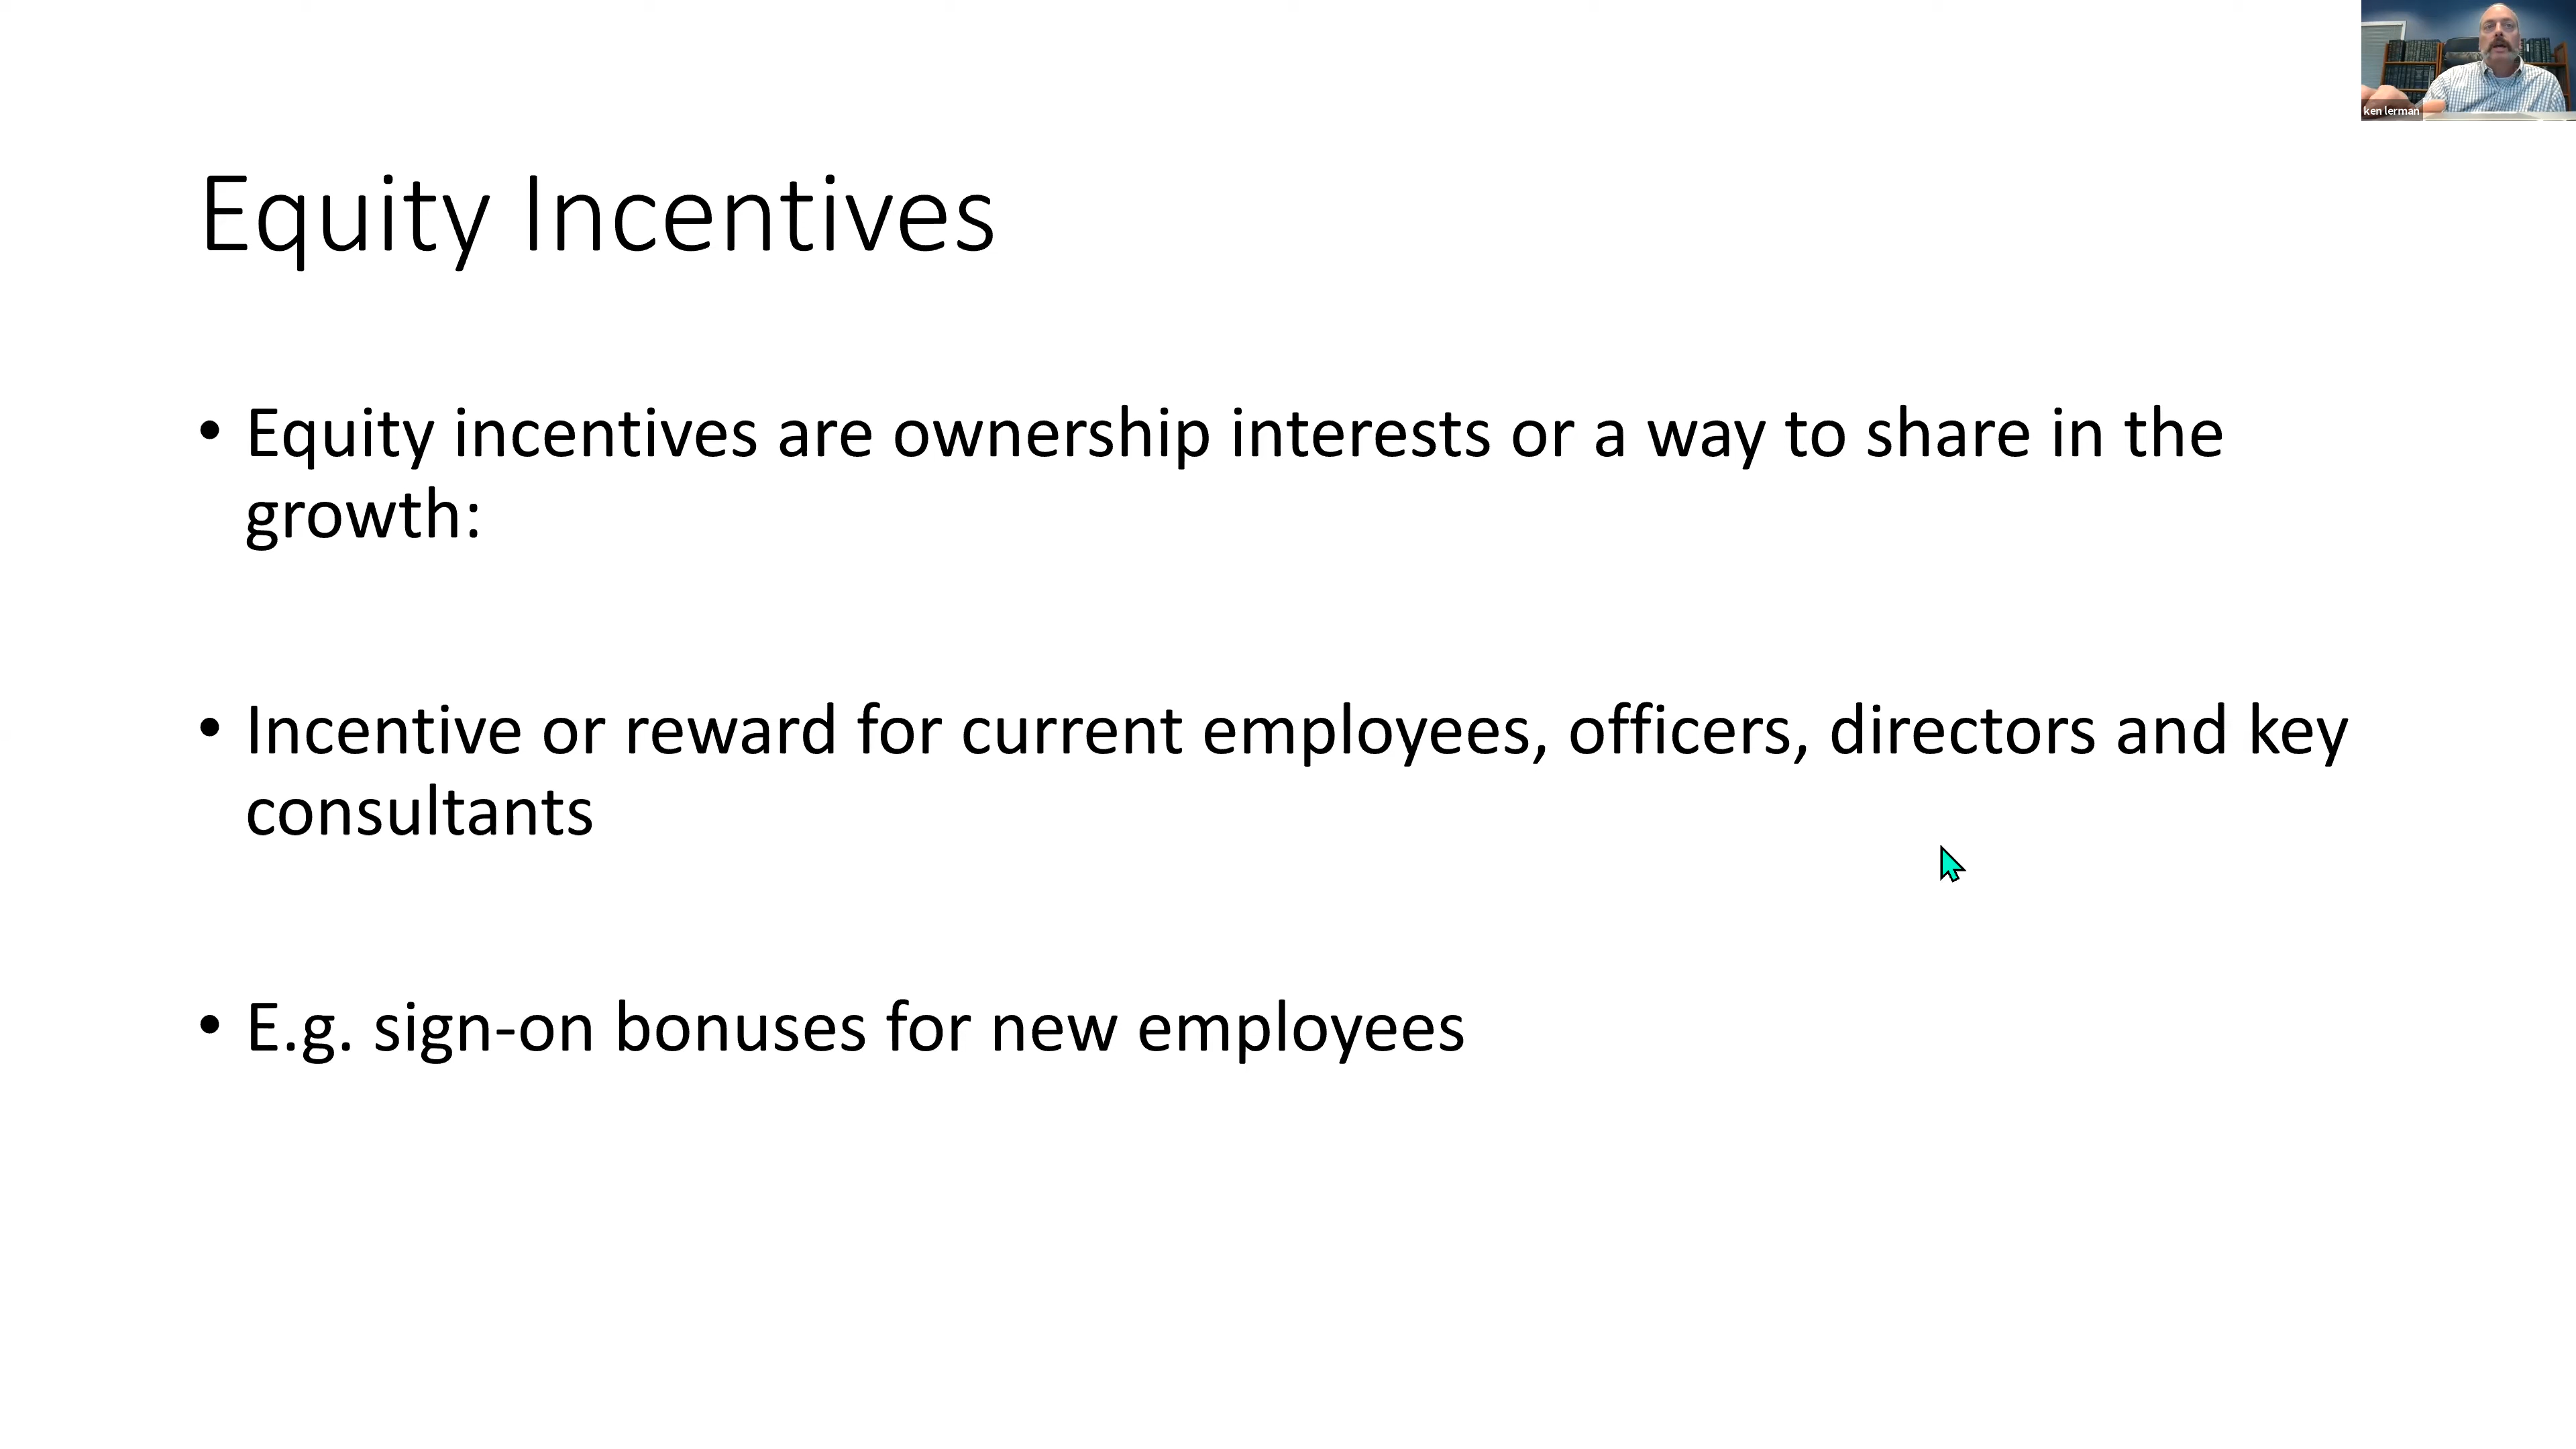 ken lerman
Equity Incentives
• Equity incentives are ownership interests or a way to share in the
growth:
• Incentive or reward for current employees, officers, directors and key
consultants
• E.g. sign-on bonuses for new employees